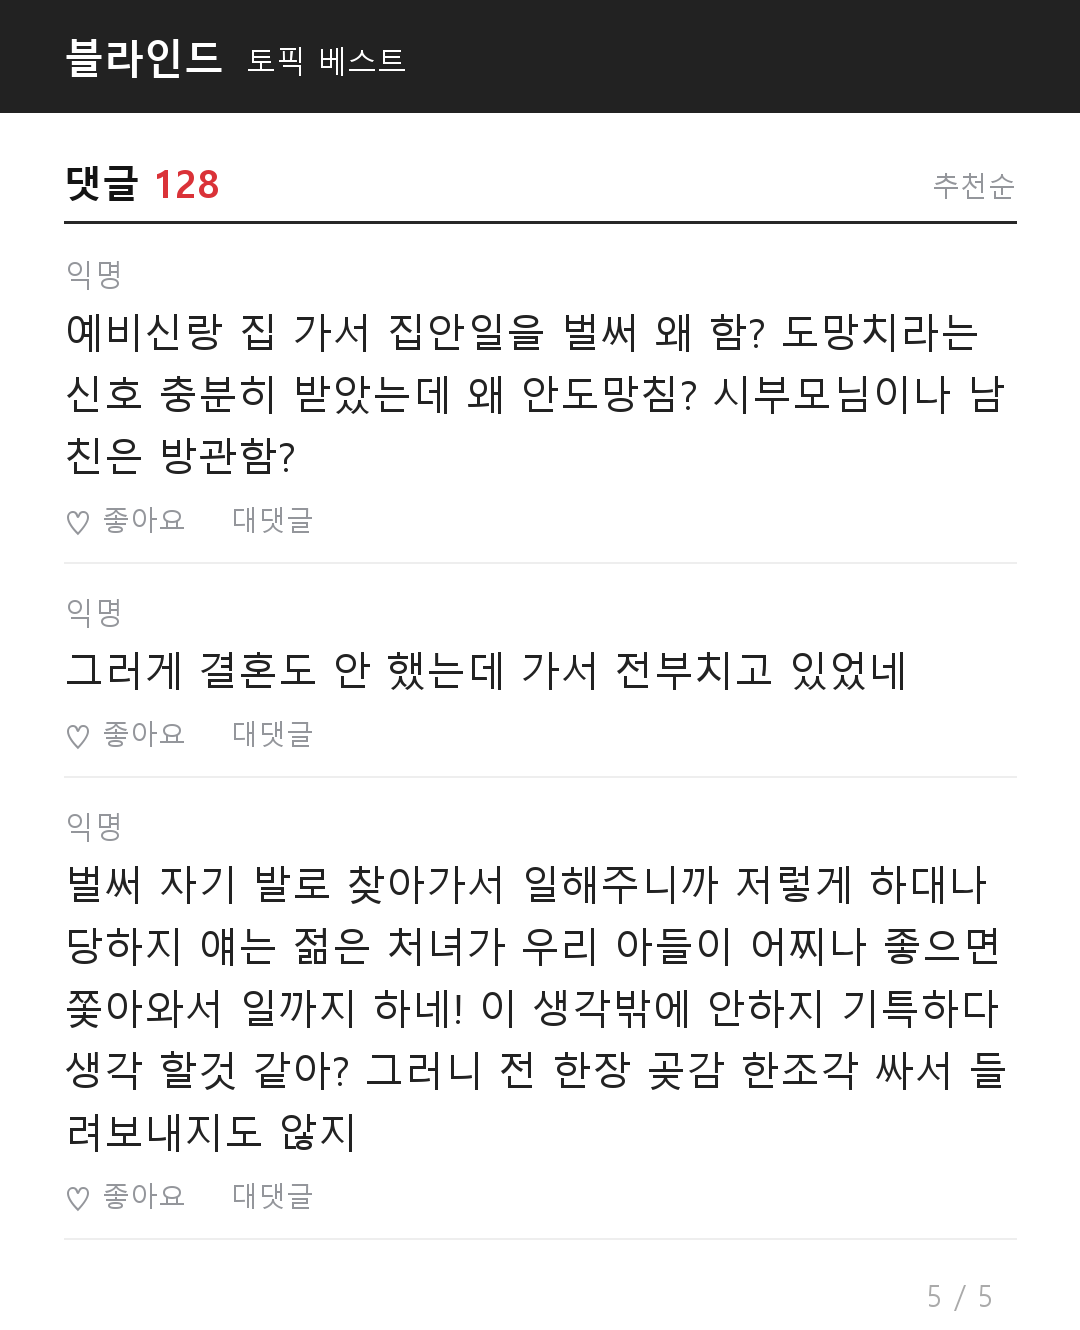 블라인드 토픽 베스트
댓글 128 추천순
익명
예비신랑 집 가서 집안일을 벌써 왜 함? 도망치라는
신호 충분히 받았는데 왜 안도망침? 시부모님이나 남
친은 방관함?
♡ 좋아요 대댓글
익명
그러게 결혼도 안 했는데 가서 전부치고 있었네
♡ 좋아요 대댓글
익명
벌써 자기 발로 찾아가서 일해주니까 저렇게 하대나
당하지 얘는 젊은 처녀가 우리 아들이 어찌나 좋으면
쫓아와서 일까지 하네! 이 생각밖에 안하지 기특하다
생각 할것 같아? 그러니 전 한장 곶감 한조각 싸서 들
려보내지도 않지
♡ 좋아요 대댓글
5 / 5